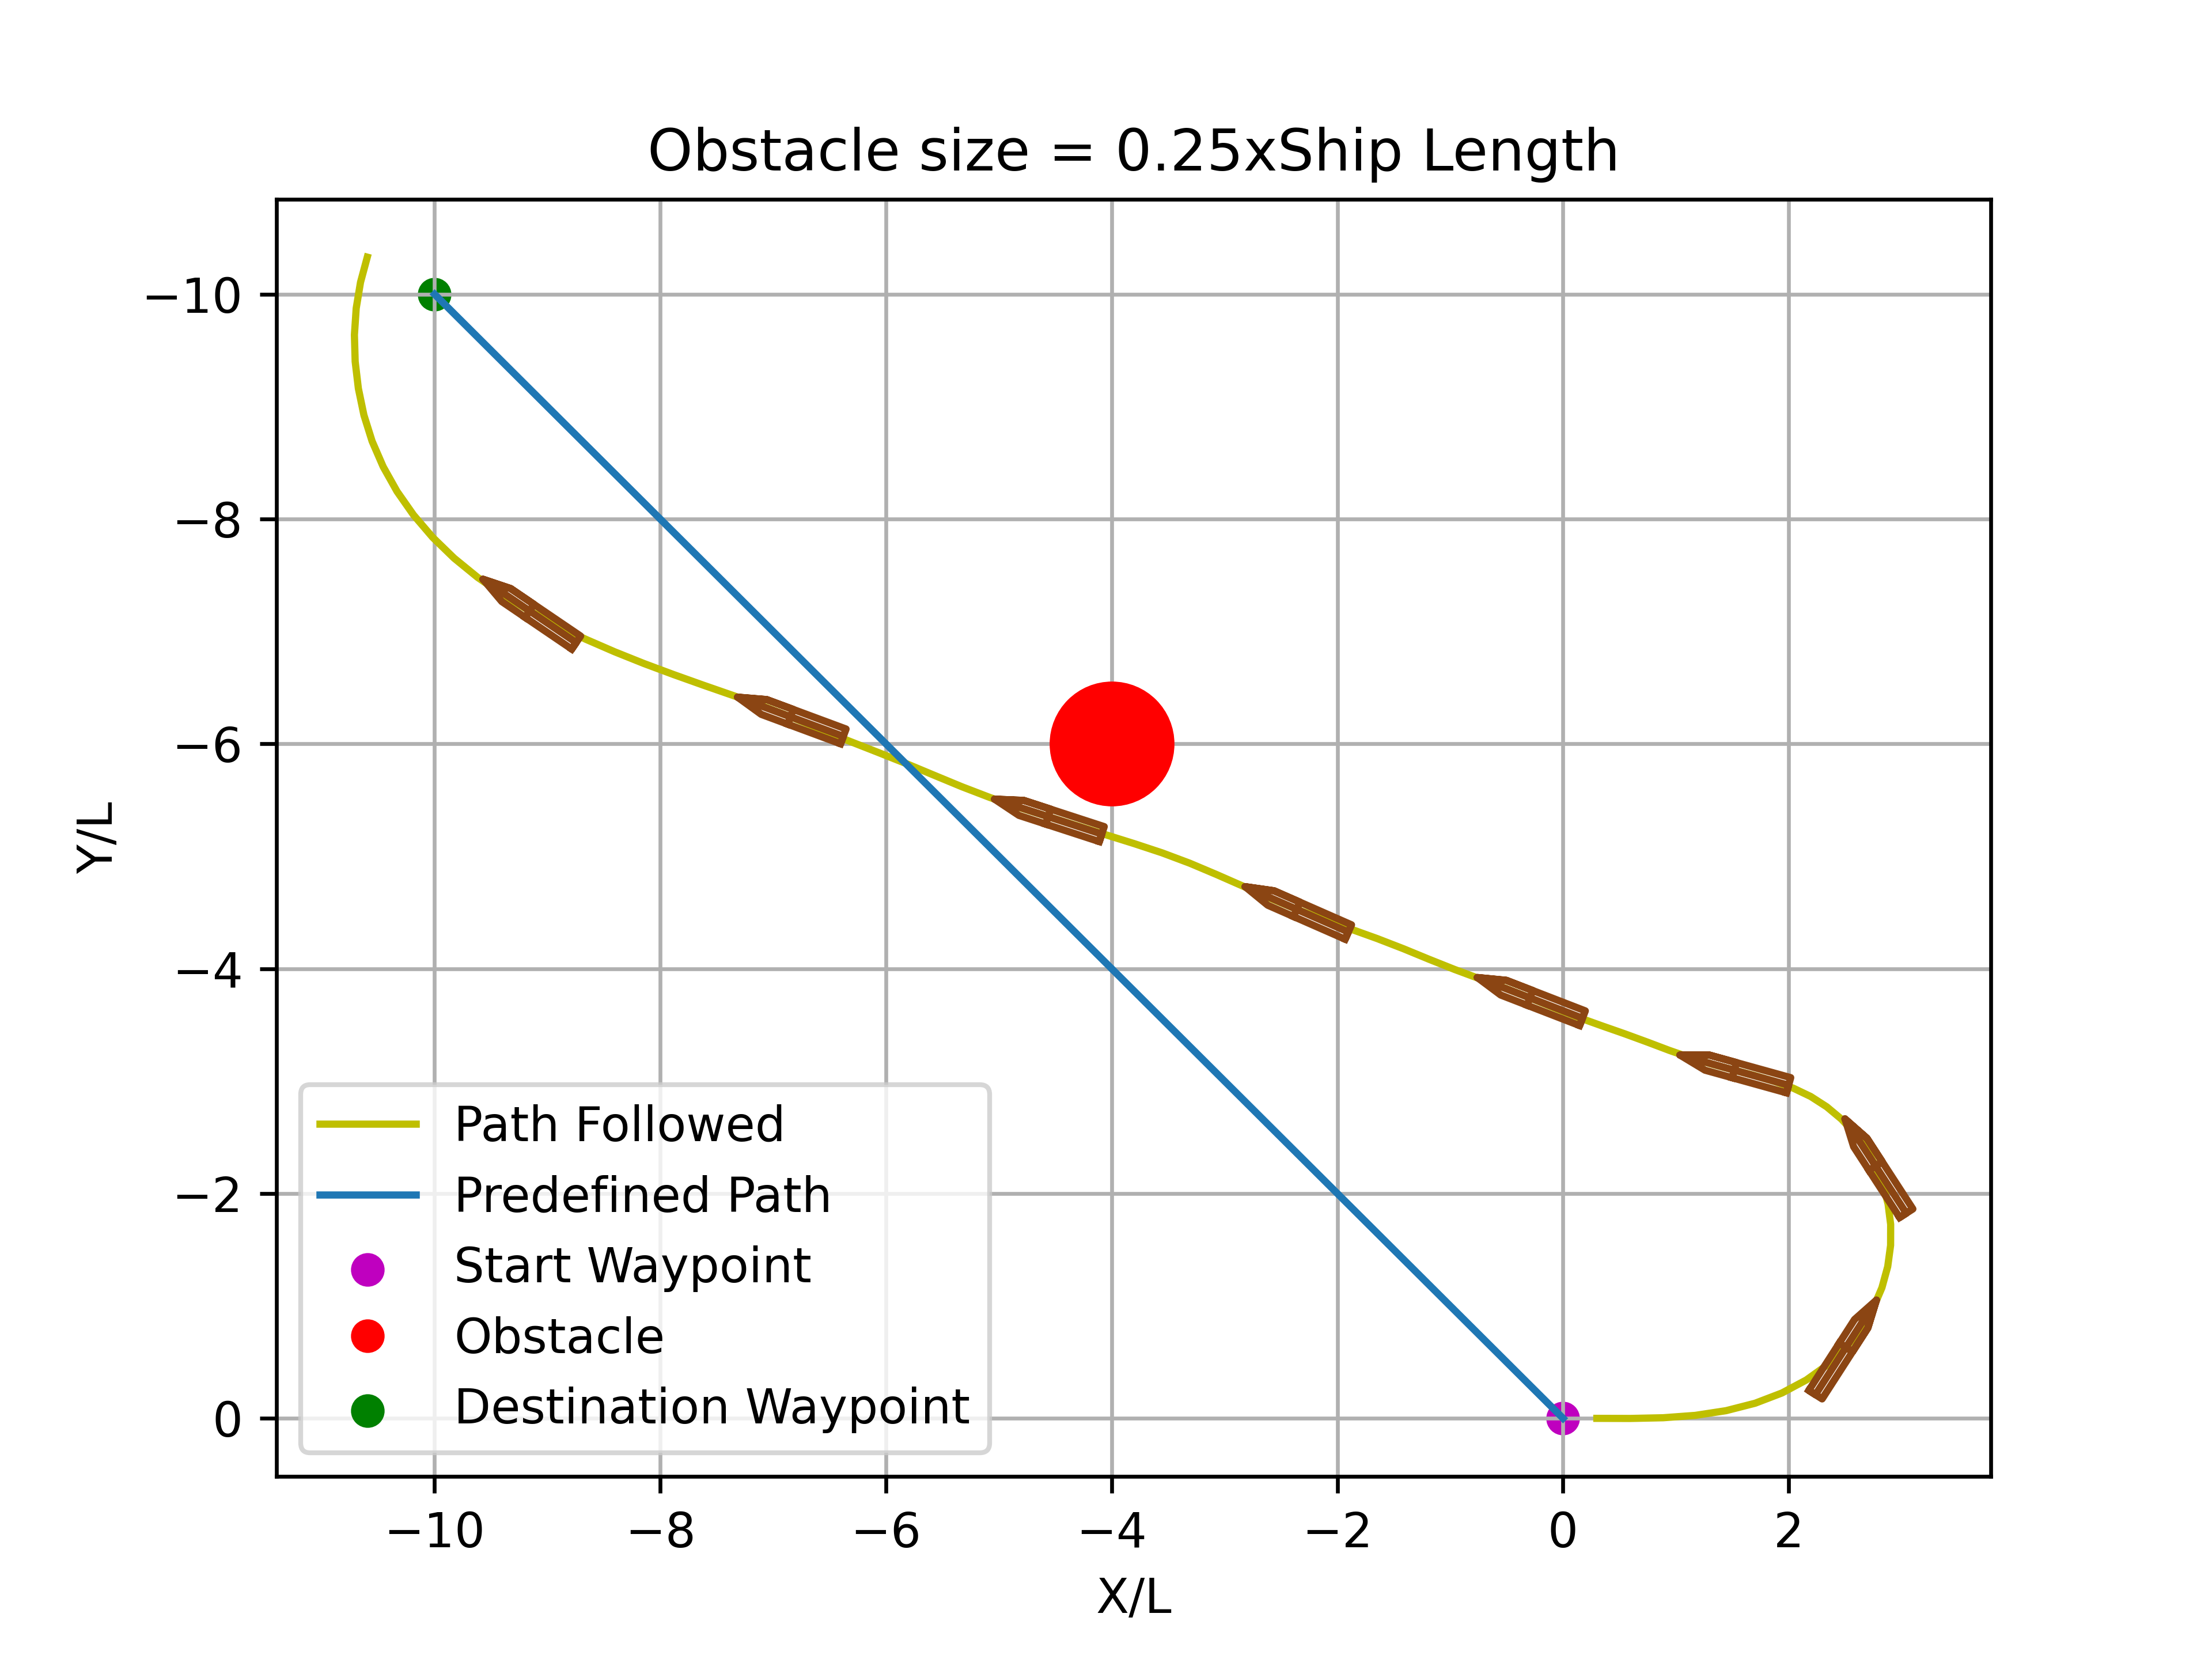 Obstacle size = 0.25xShip Length
−10
−8
−6
−4
−2
0
Y/L
Path Followed
Predefined Path
Start Waypoint
Obstacle
Destination Waypoint
−10 −8 −6 −4 −2 0 2
X/L